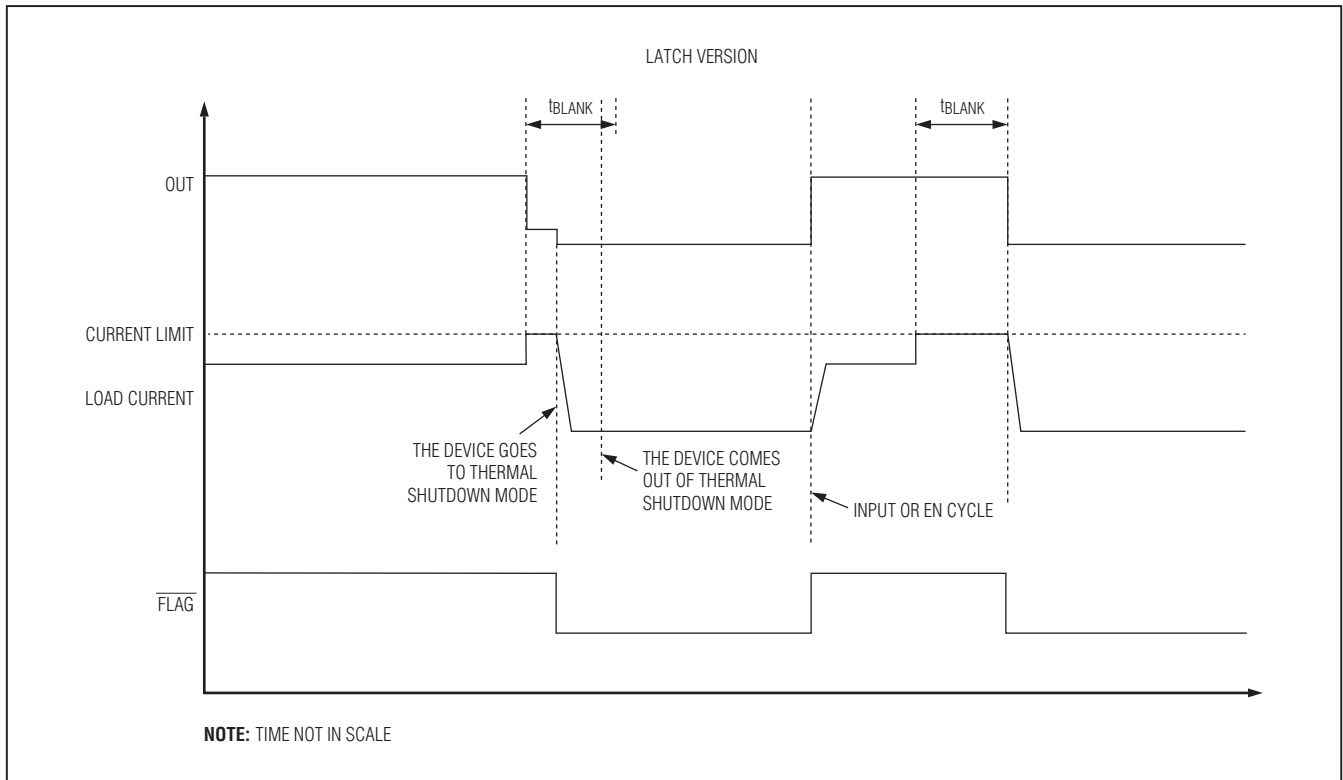 LATCH VERSION
tBLANK
tBLANK
OUT
CURRENT LIMIT
LOAD CURRENT
THE DEVICE GOES
TO THERMAL
SHUTDOWN MODE
THE DEVICE COMES
OUT OF THERMAL
SHUTDOWN MODE
INPUT OR EN CYCLE
FLAG
NOTE: TIME NOT IN SCALE